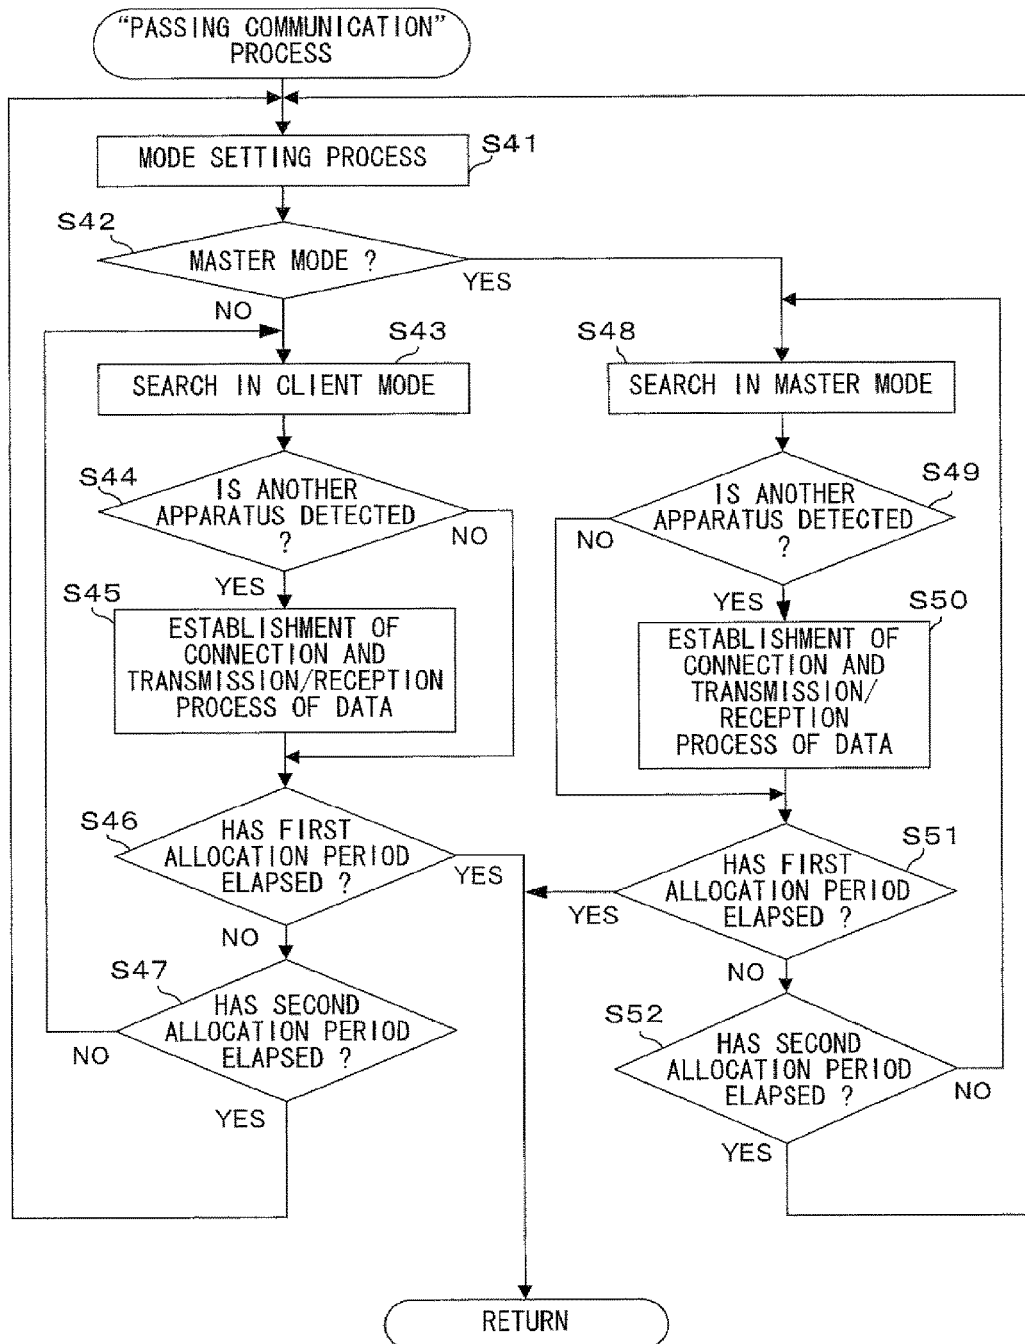 “PASSING COMMUNICATION”
PROCESS
MODE SETTING PROCESS
S41
S42
MASTER MODE ?
YES
NO
S43
SEARCH IN CLIENT MODE
S48
SEARCH IN MASTER MODE
S44
IS ANOTHER
APPARATUS DETECTED
?
NO
YES
S49
IS ANOTHER
APPARATUS DETECTED
?
NO
YES
S45
ESTABLISHMENT OF
CONNECTION AND
TRANSMISSION/RECEPTION
PROCESS OF DATA
S50
ESTABLISHMENT OF
CONNECTION AND
TRANSMISSION/
RECEPTION
PROCESS OF DATA
S46
HAS FIRST
ALLOCATION PERIOD
ELAPSED ?
YES
NO
S51
HAS FIRST
ALLOCATION PERIOD
ELAPSED ?
YES
NO
S47
HAS SECOND
ALLOCATION PERIOD
ELAPSED ?
NO
YES
S52
HAS SECOND
ALLOCATION PERIOD
ELAPSED ?
NO
YES
RETURN